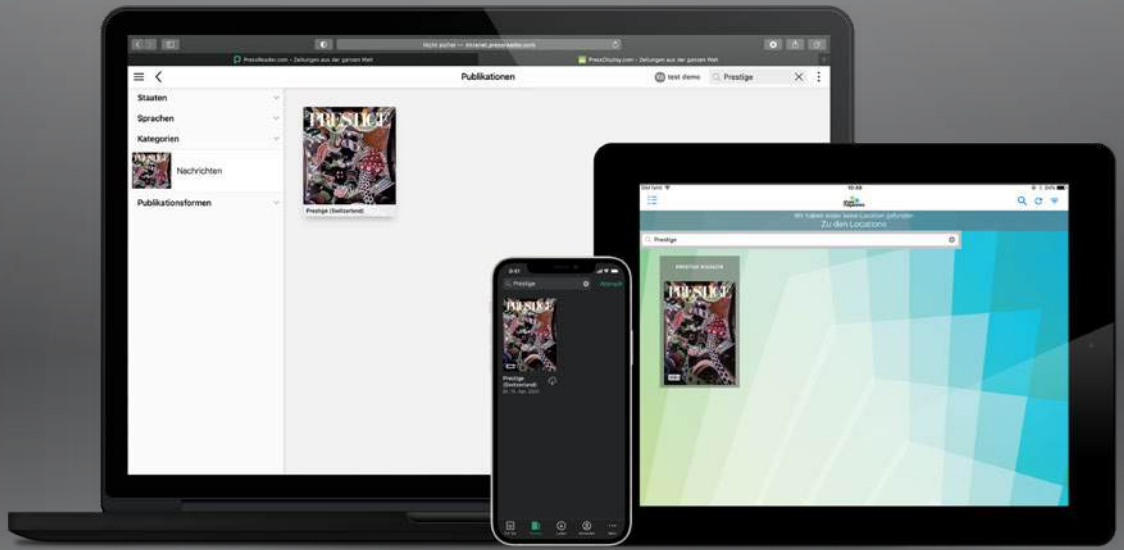 Nicht sicher — intranet.pressreader.com
PressReader.com - Zeitungen aus der ganzen Welt
PressDisplay.com - Zeitungen aus der ganzen Welt
Publikationen
test demo
Prestige
Staaten
Sprachen
Kategorien
Nachrichten
Publikationsformen
PRESTIGE
Prestige (Switzerland)
9:41
Prestige
PRESTIGE
Prestige
(Switzerland)
10:48
Wir haben leider keine Location gefunden
Zu den Locations
Prestige
PRESTIGE MAGAZIN
PRESTIGE